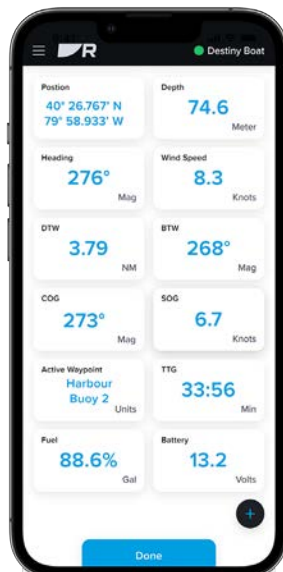 R
Destiny Boat
Postion
40° 26.767' N
79° 58.933' W
Depth
74.6
Meter
Heading
276°
Mag
Wind Speed
8.3
Knots
DTW
3.79
NM
BTW
268°
Mag
COG
273°
Mag
SOG
6.7
Knots
Active Waypoint
Harbour
Buoy 2
Units
TTG
33:56
Min
Fuel
88.6%
Gal
Battery
13.2
Volts
+
Done